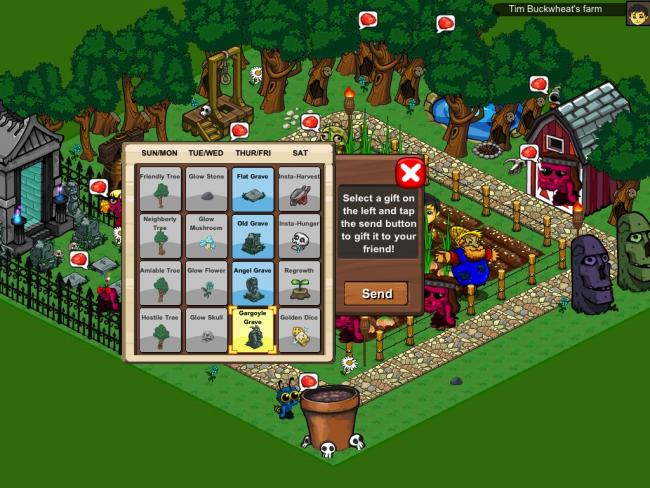 Tim Buckwheat's farm
SUN/MON TUE/WED THUR/FRI SAT
Friendly Tree Glow Stone Flat Grave Insta-Harvest
Neighberly Tree Glow Mushroom Old Grave Insta-Hunger
Amiable Tree Glow Flower Angel Grave Regrowth
Hostile Tree Glow Skull Gargoyle Grave Golden Dice
Select a gift on
the left and tap
the send button
to gift it to your
friend!
Send